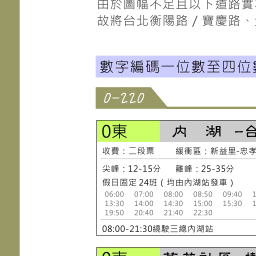 由於圖幅不足且以下道路實
故將台北衡陽路 / 寶慶路、
數字編碼一位數至四位數
0-220
0東 內 湖 -台
收費：二段票 緩衝區：新益里-忠孝
尖峰：12-15分 離峰：25-35分
假日固定24班（均由內湖站發車）
06:00 07:00 08:00 08:50 09:40
13:30 14:00 14:30 15:00 15:30
19:50 20:40 21:40 22:30
08:00-21:30繞駛三總內湖站
0東